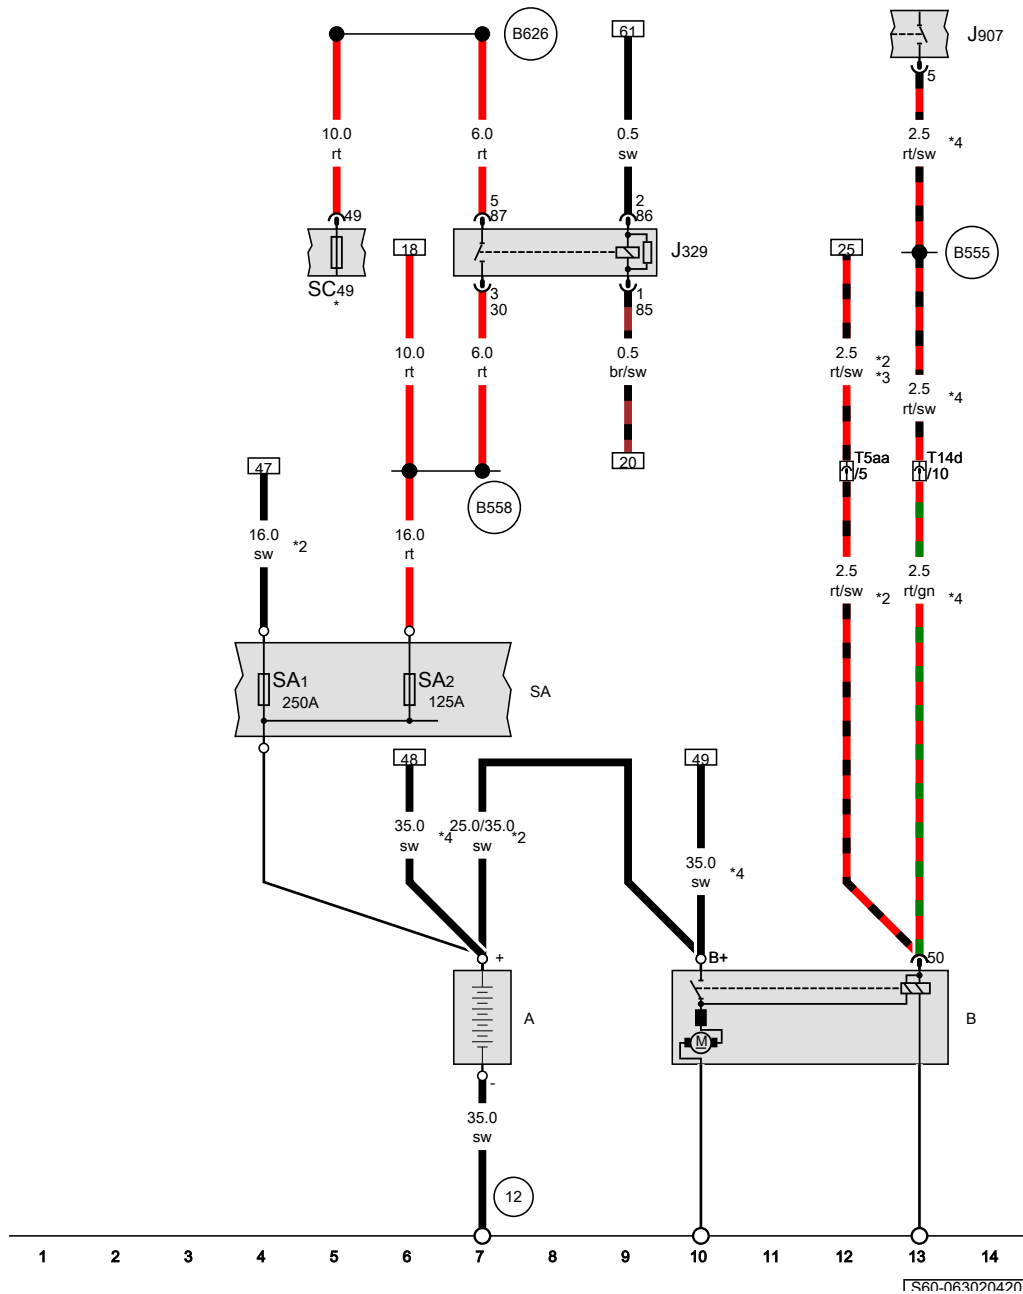 B626
61
J907
5
10.0
rt
6.0
rt
0.5
sw
2.5
rt/sw
*4
49
5
87
2
86
18
J329
25
B555
SC49
*
3
30
1
85
10.0
rt
6.0
rt
0.5
br/sw
2.5
rt/sw
*2
*3
2.5
rt/sw
*4
47
20
T5aa
/5
T14d
/10
B558
16.0
sw
*2
16.0
rt
2.5
rt/sw
*2
2.5
rt/gn
*4
SA1
250A
SA2
125A
SA
48
49
35.0
sw
*4
25.0/35.0
sw
*2
35.0
sw
*4
+
B+
50
A
M
B
-
35.0
sw
12
1 2 3 4 5 6 7 8 9 10 11 12 13 14
S60-063020420